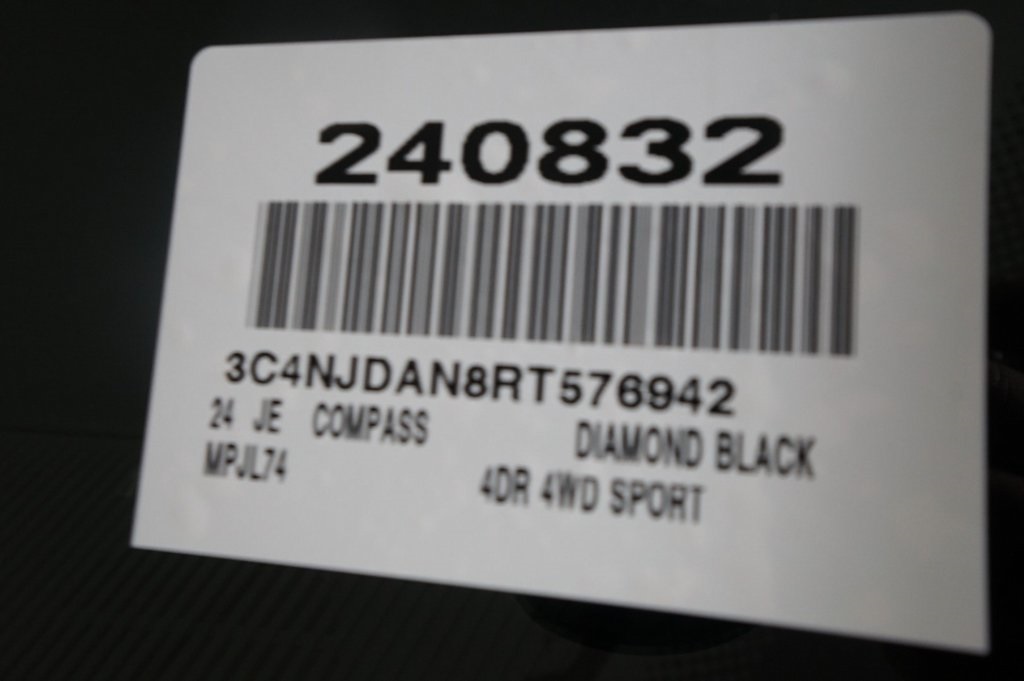 240832
3C4NJDAN8RT576942
24 JE COMPASS DIAMOND BLACK
MPJL74 4DR 4WD SPORT